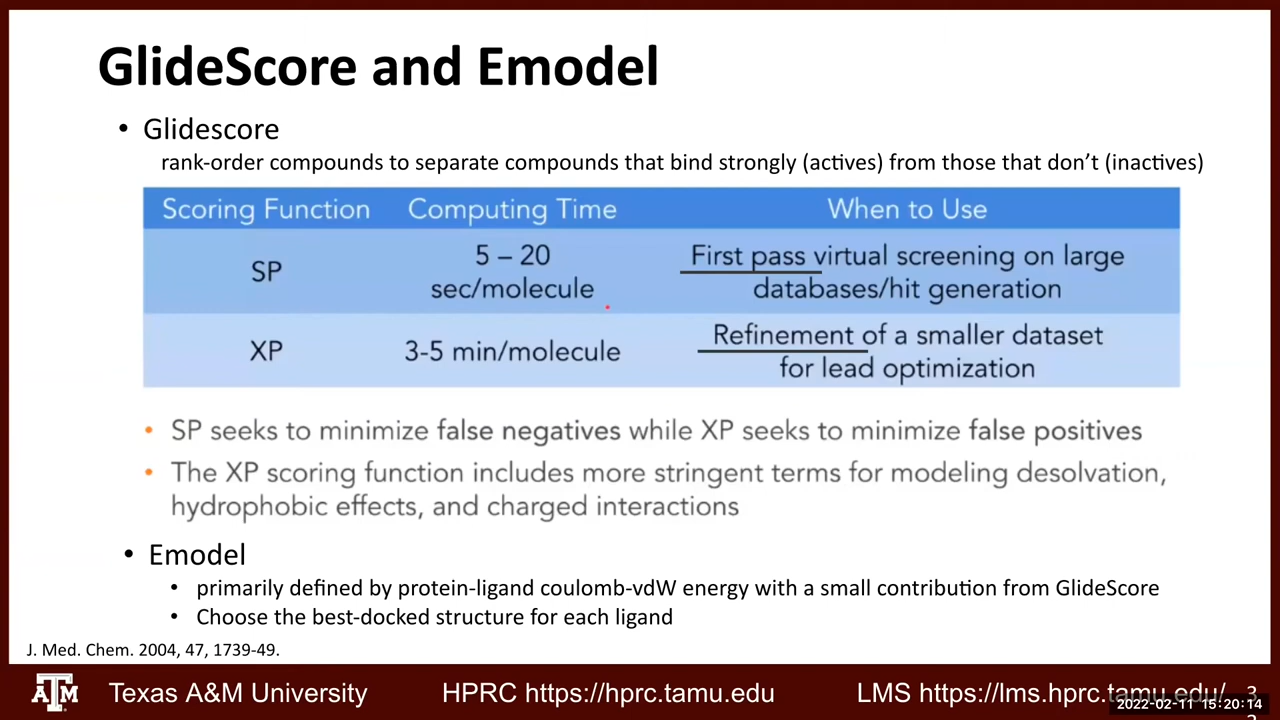 GlideScore and Emodel
• Glidescore
rank-order compounds to separate compounds that bind strongly (actives) from those that don't (inactives)
Scoring Function Computing Time When to Use
SP 5 – 20 sec/molecule First pass virtual screening on large databases/hit generation
XP 3-5 min/molecule Refinement of a smaller dataset for lead optimization
• SP seeks to minimize false negatives while XP seeks to minimize false positives
• The XP scoring function includes more stringent terms for modeling desolvation,
hydrophobic effects, and charged interactions
• Emodel
• primarily defined by protein-ligand coulomb-vdW energy with a small contribution from GlideScore
• Choose the best-docked structure for each ligand
J. Med. Chem. 2004, 47, 1739-49.
ATM Texas A&M University HPRC https://hprc.tamu.edu LMS https://lms.hprc.tamu.edu/ 3
2022-02-11 15:20:14